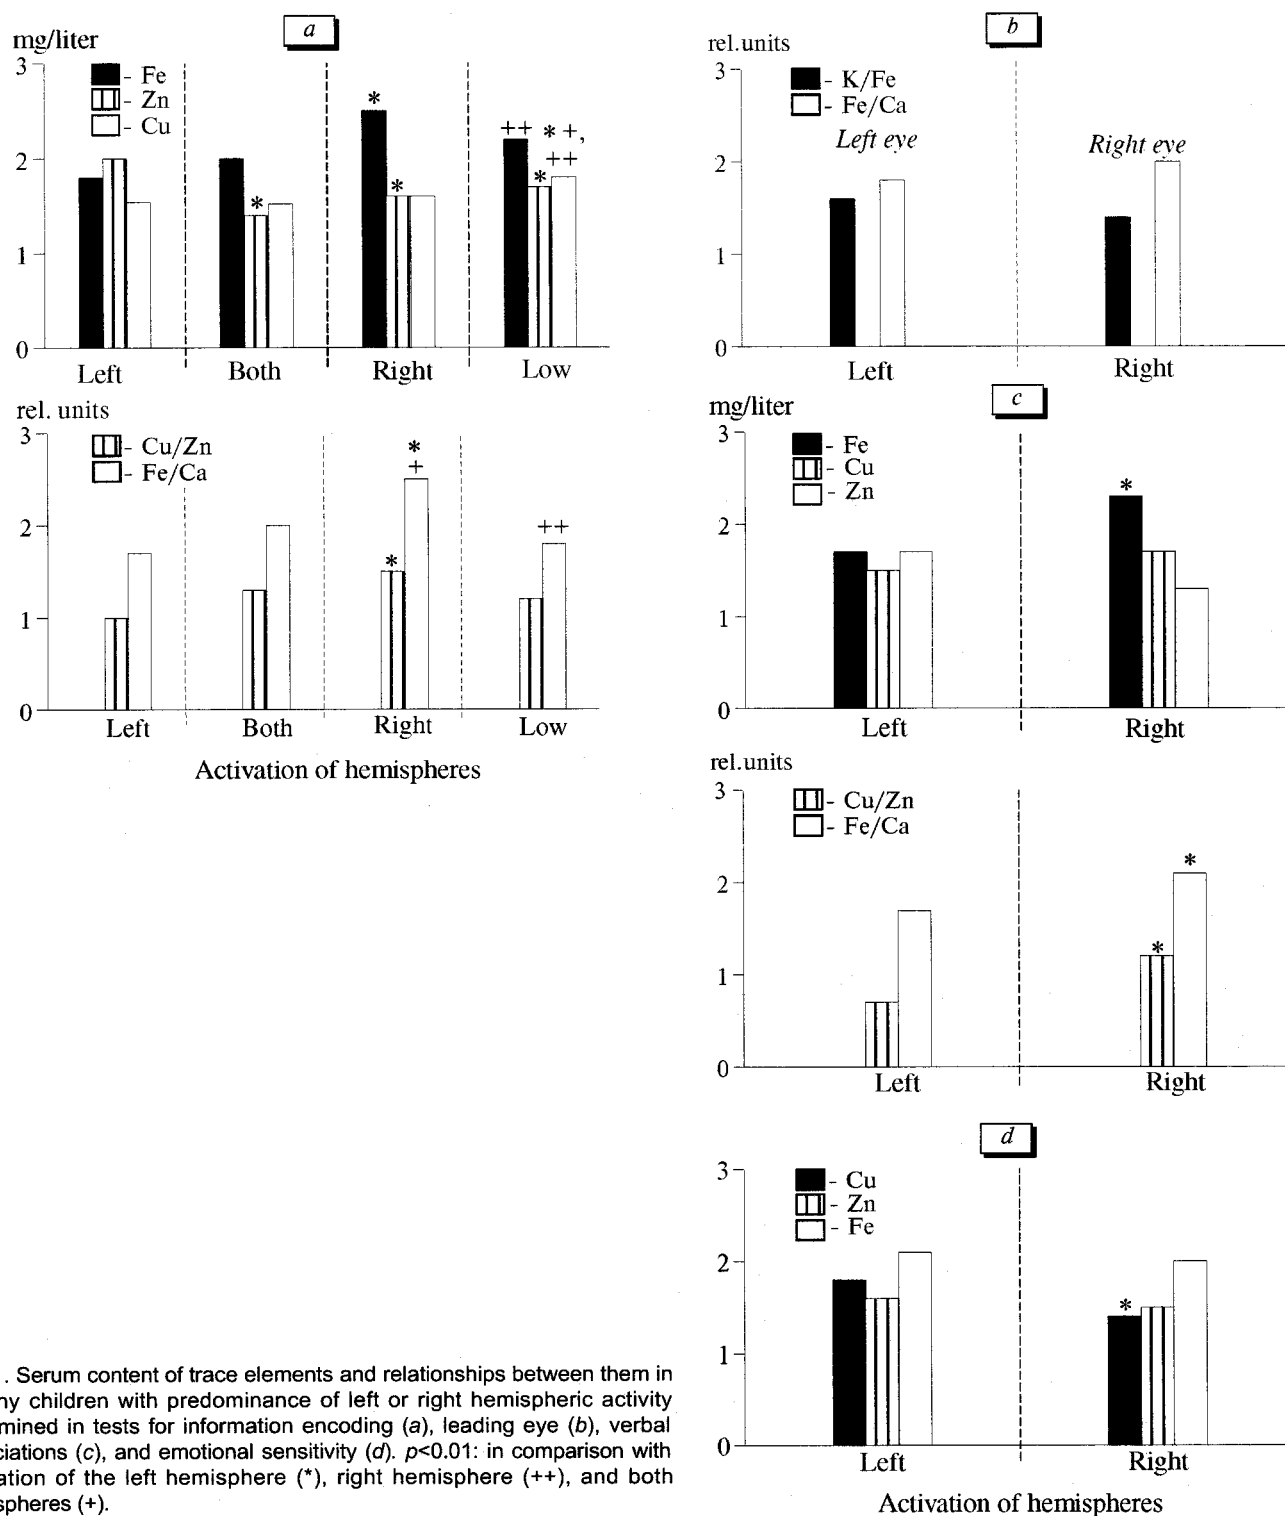 a
mg/liter
3
2
1
0
- Fe
- Zn
- Cu
*
*
*
++
*
* +,
++
Left Both Right Low
rel. units
3
2
1
0
- Cu/Zn
- Fe/Ca
*
*
+
++
Left Both Right Low
Activation of hemispheres
b
rel.units
3
2
1
0
- K/Fe
- Fe/Ca
Left eye Right eye
Left Right
c
mg/liter
3
2
1
0
- Fe
- Cu
- Zn
*
Left Right
rel.units
3
2
1
0
- Cu/Zn
- Fe/Ca
*
*
Left Right
d
3
2
1
0
- Cu
- Zn
- Fe
*
Left Right
Activation of hemispheres
. Serum content of trace elements and relationships between them in
ny children with predominance of left or right hemispheric activity
mined in tests for information encoding (a), leading eye (b), verbal
ciations (c), and emotional sensitivity (d). p<0.01: in comparison with
ation of the left hemisphere (*), right hemisphere (++), and both
spheres (+).